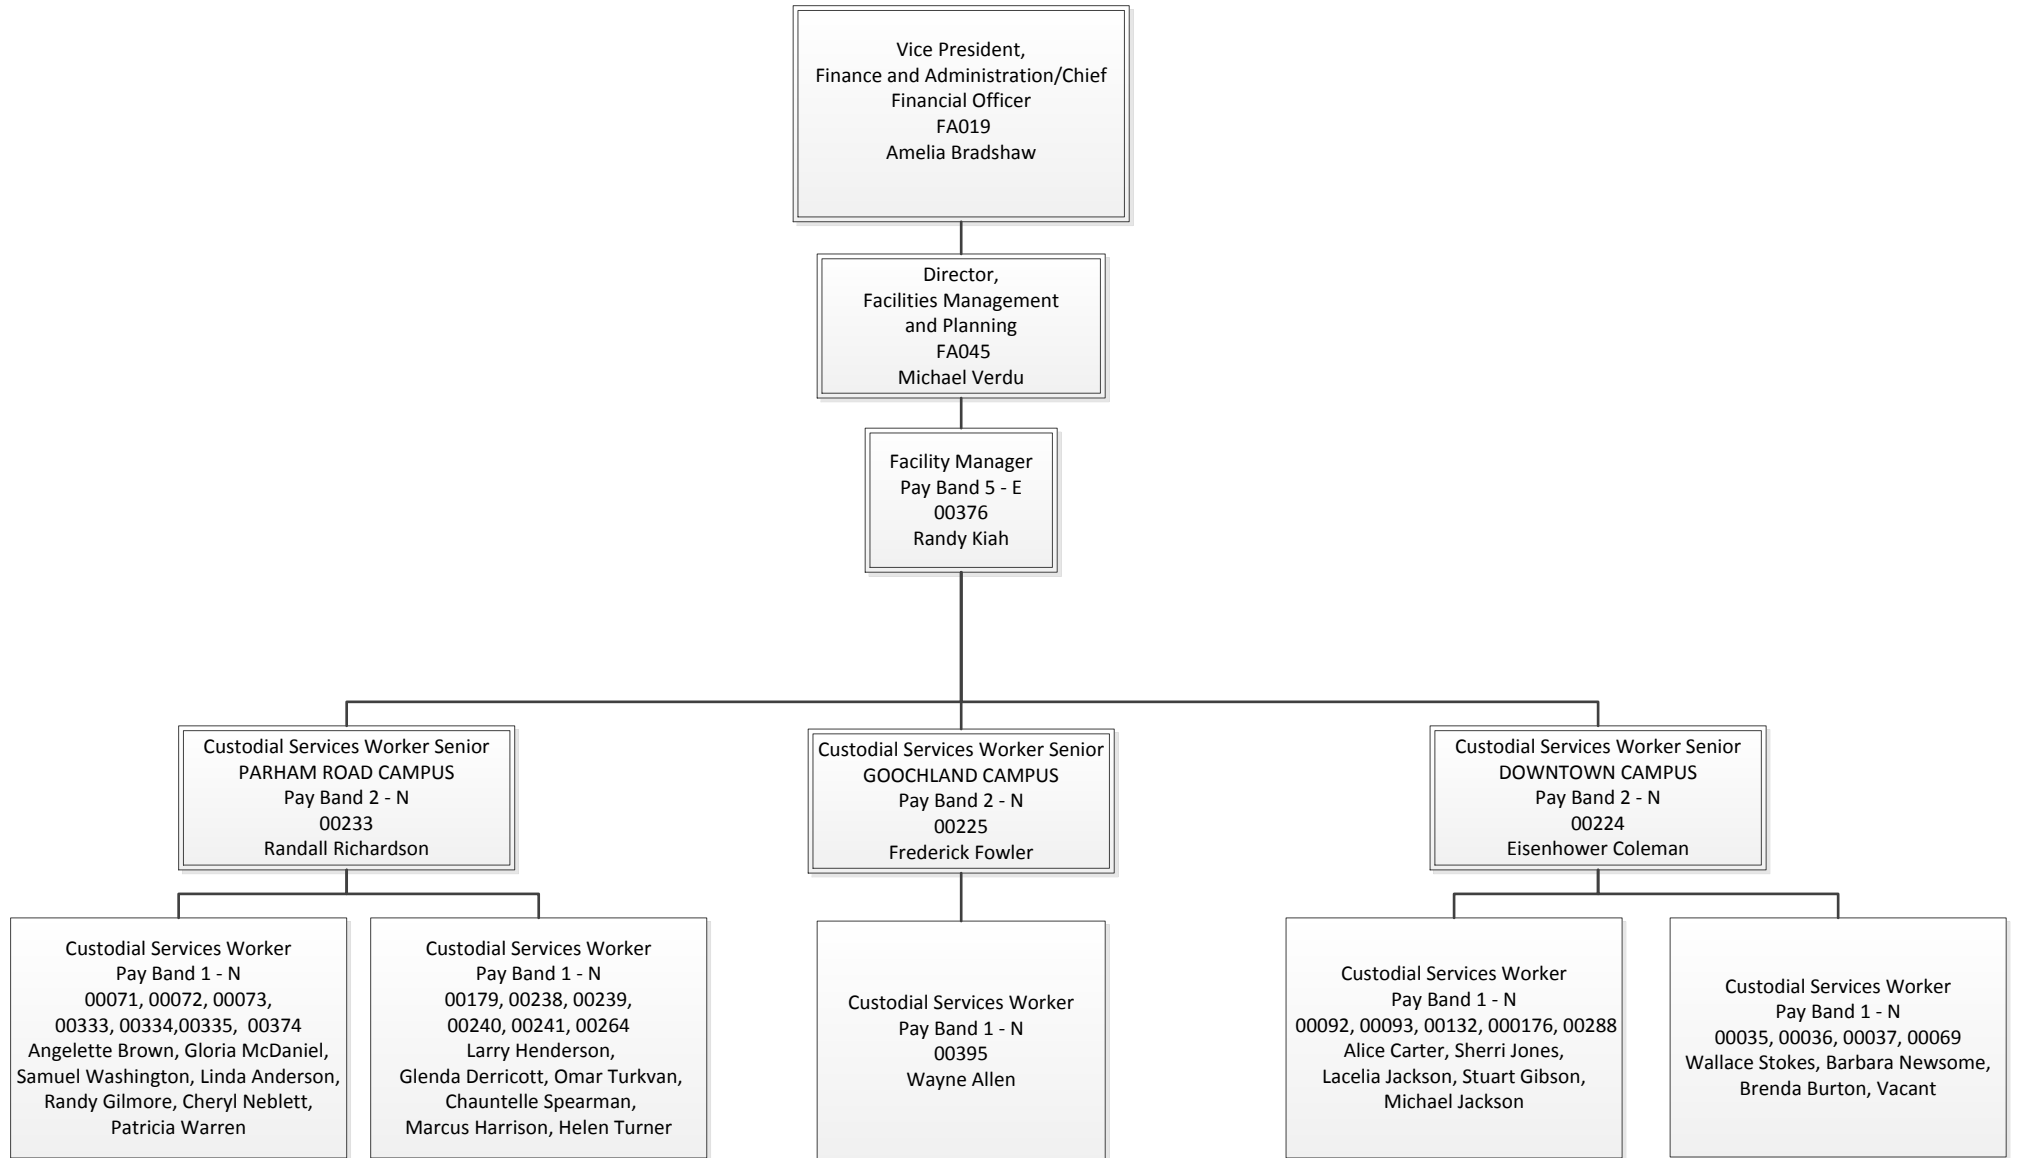 Vice President,
Finance and Administration/Chief
Financial Officer
FA019
Amelia Bradshaw
Director,
Facilities Management
and Planning
FA045
Michael Verdu
Facility Manager
Pay Band 5 - E
00376
Randy Kiah
Custodial Services Worker Senior
PARHAM ROAD CAMPUS
Pay Band 2 - N
00233
Randall Richardson
Custodial Services Worker Senior
GOOCHLAND CAMPUS
Pay Band 2 - N
00225
Frederick Fowler
Custodial Services Worker Senior
DOWNTOWN CAMPUS
Pay Band 2 - N
00224
Eisenhower Coleman
Custodial Services Worker
Pay Band 1 - N
00071, 00072, 00073,
00333, 00334,00335,  00374
Angelette Brown, Gloria McDaniel,
Samuel Washington, Linda Anderson,
Randy Gilmore, Cheryl Neblett,
Patricia Warren
Custodial Services Worker
Pay Band 1 - N
00179, 00238, 00239,
00240, 00241, 00264
Larry Henderson,
Glenda Derricott, Omar Turkvan,
Chauntelle Spearman,
Marcus Harrison, Helen Turner
Custodial Services Worker
Pay Band 1 - N
00395
Wayne Allen
Custodial Services Worker
Pay Band 1 - N
00092, 00093, 00132, 000176, 00288
Alice Carter, Sherri Jones,
Lacelia Jackson, Stuart Gibson,
Michael Jackson
Custodial Services Worker
Pay Band 1 - N
00035, 00036, 00037, 00069
Wallace Stokes, Barbara Newsome,
Brenda Burton, Vacant